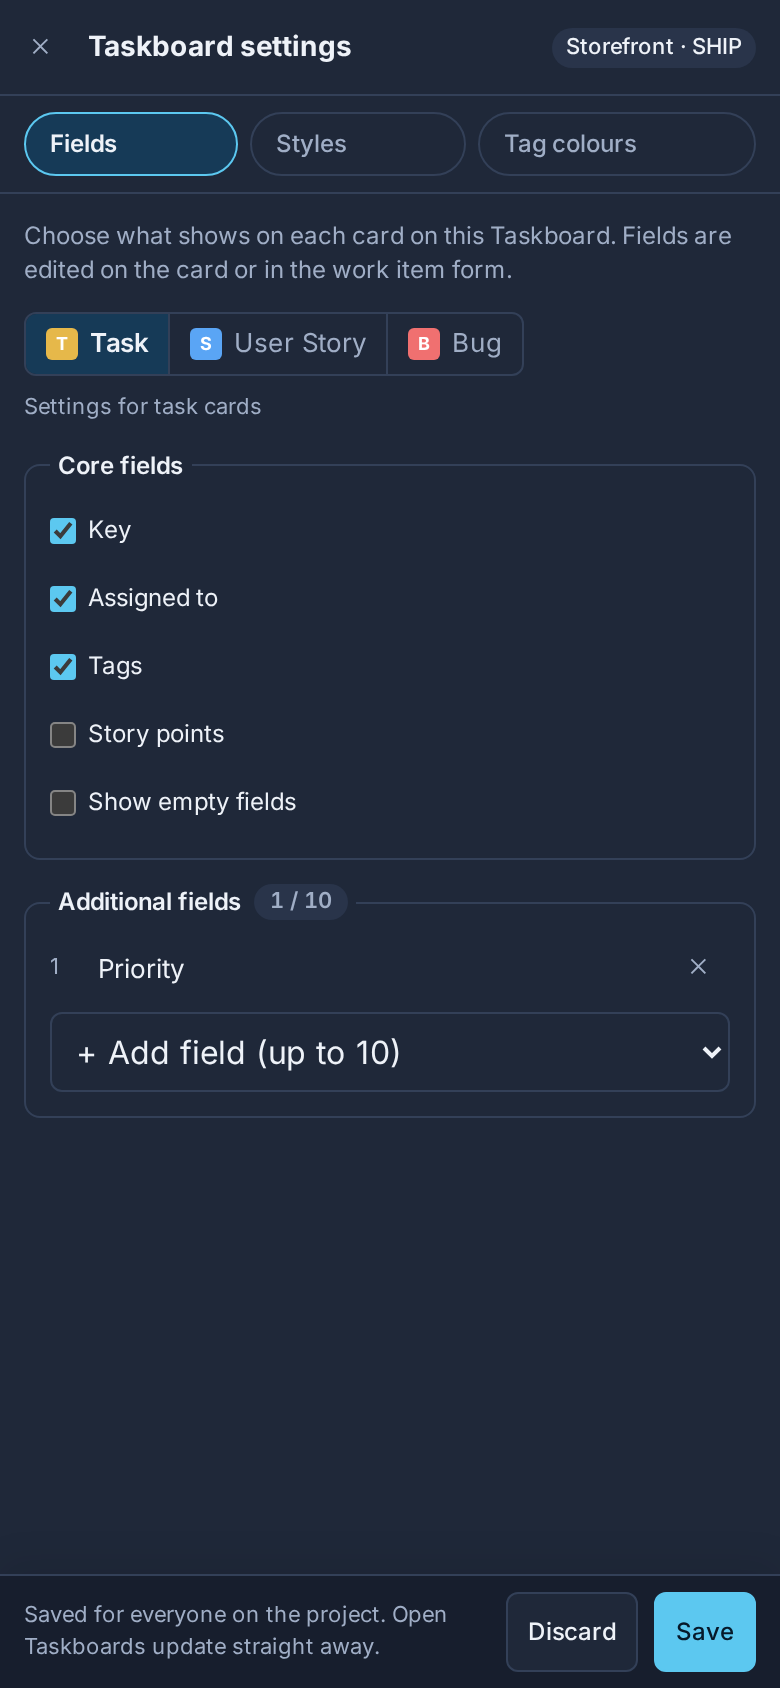 Taskboard settings
Storefront · SHIP
Fields
Styles
Tag colours
Choose what shows on each card on this Taskboard. Fields are
edited on the card or in the work item form.
T Task
S User Story
B Bug
Settings for task cards
Core fields
Key
Assigned to
Tags
Story points
Show empty fields
Additional fields 1 / 10
1 Priority
+ Add field (up to 10)
Saved for everyone on the project. Open
Taskboards update straight away.
Discard
Save